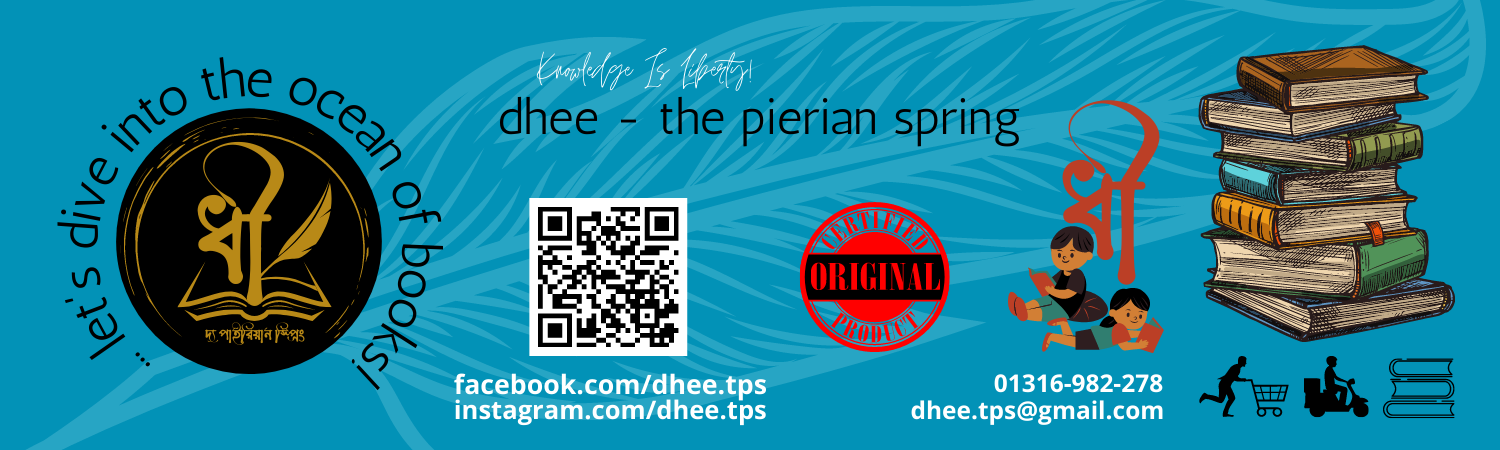 ...let's dive into the ocean of books!
ধী
দ্য পাইরিয়ান স্প্রিং
Knowledge Is Liberty!
dhee - the pierian spring
CERTIFIED
ORIGINAL
PRODUCT
ধী
facebook.com/dhee.tps
instagram.com/dhee.tps
01316-982-278
dhee.tps@gmail.com